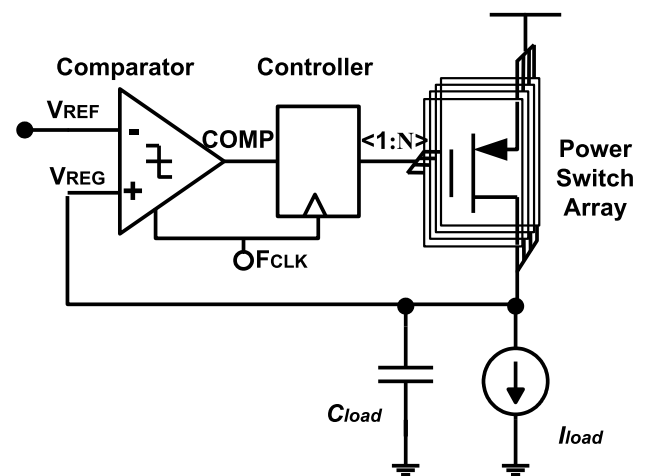 Comparator
Controller
VREF
-
COMP
<1:N>
VREG
+
Power
Switch
Array
FCLK
Cload
Iload